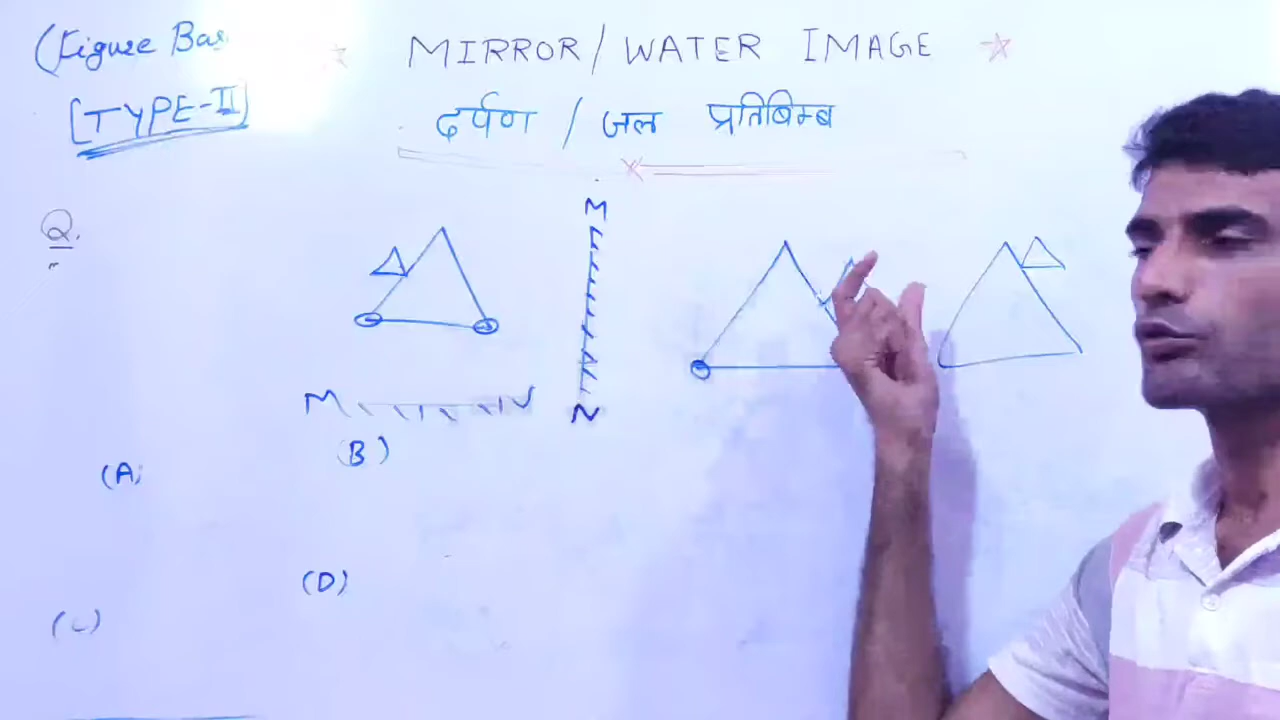 (Figure Bas
MIRROR/WATER IMAGE
[TYPE-II]
दर्पण / जल प्रतिबिम्ब
Q.
M
N
M N
(A)
(B)
(C)
(D)